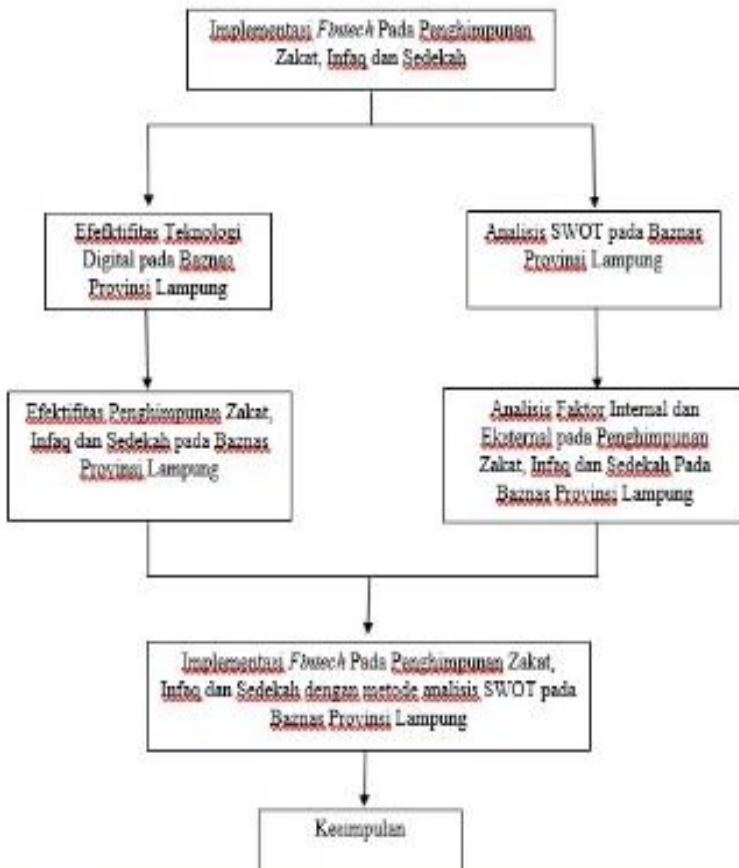 Implementasi Fintech Pada Penghimpunan
Zakat, Infaq dan Sedekah
Efefktifitas Teknologi
Digital pada Baznas
Provinsi Lampung
Analisis SWOT pada Baznas
Provinsi Lampung
Efektifitas Penghimpunan Zakat,
Infaq dan Sedekah pada Baznas
Provinsi Lampung
Analisis Faktor Internal dan
Eksternal pada Penghimpunan
Zakat, Infaq dan Sedekah Pada
Baznas Provinsi Lampung
Implementasi Fintech Pada Penghimpunan Zakat,
Infaq dan Sedekah dengan metode analisis SWOT pada
Baznas Provinsi Lampung
Kesimpulan